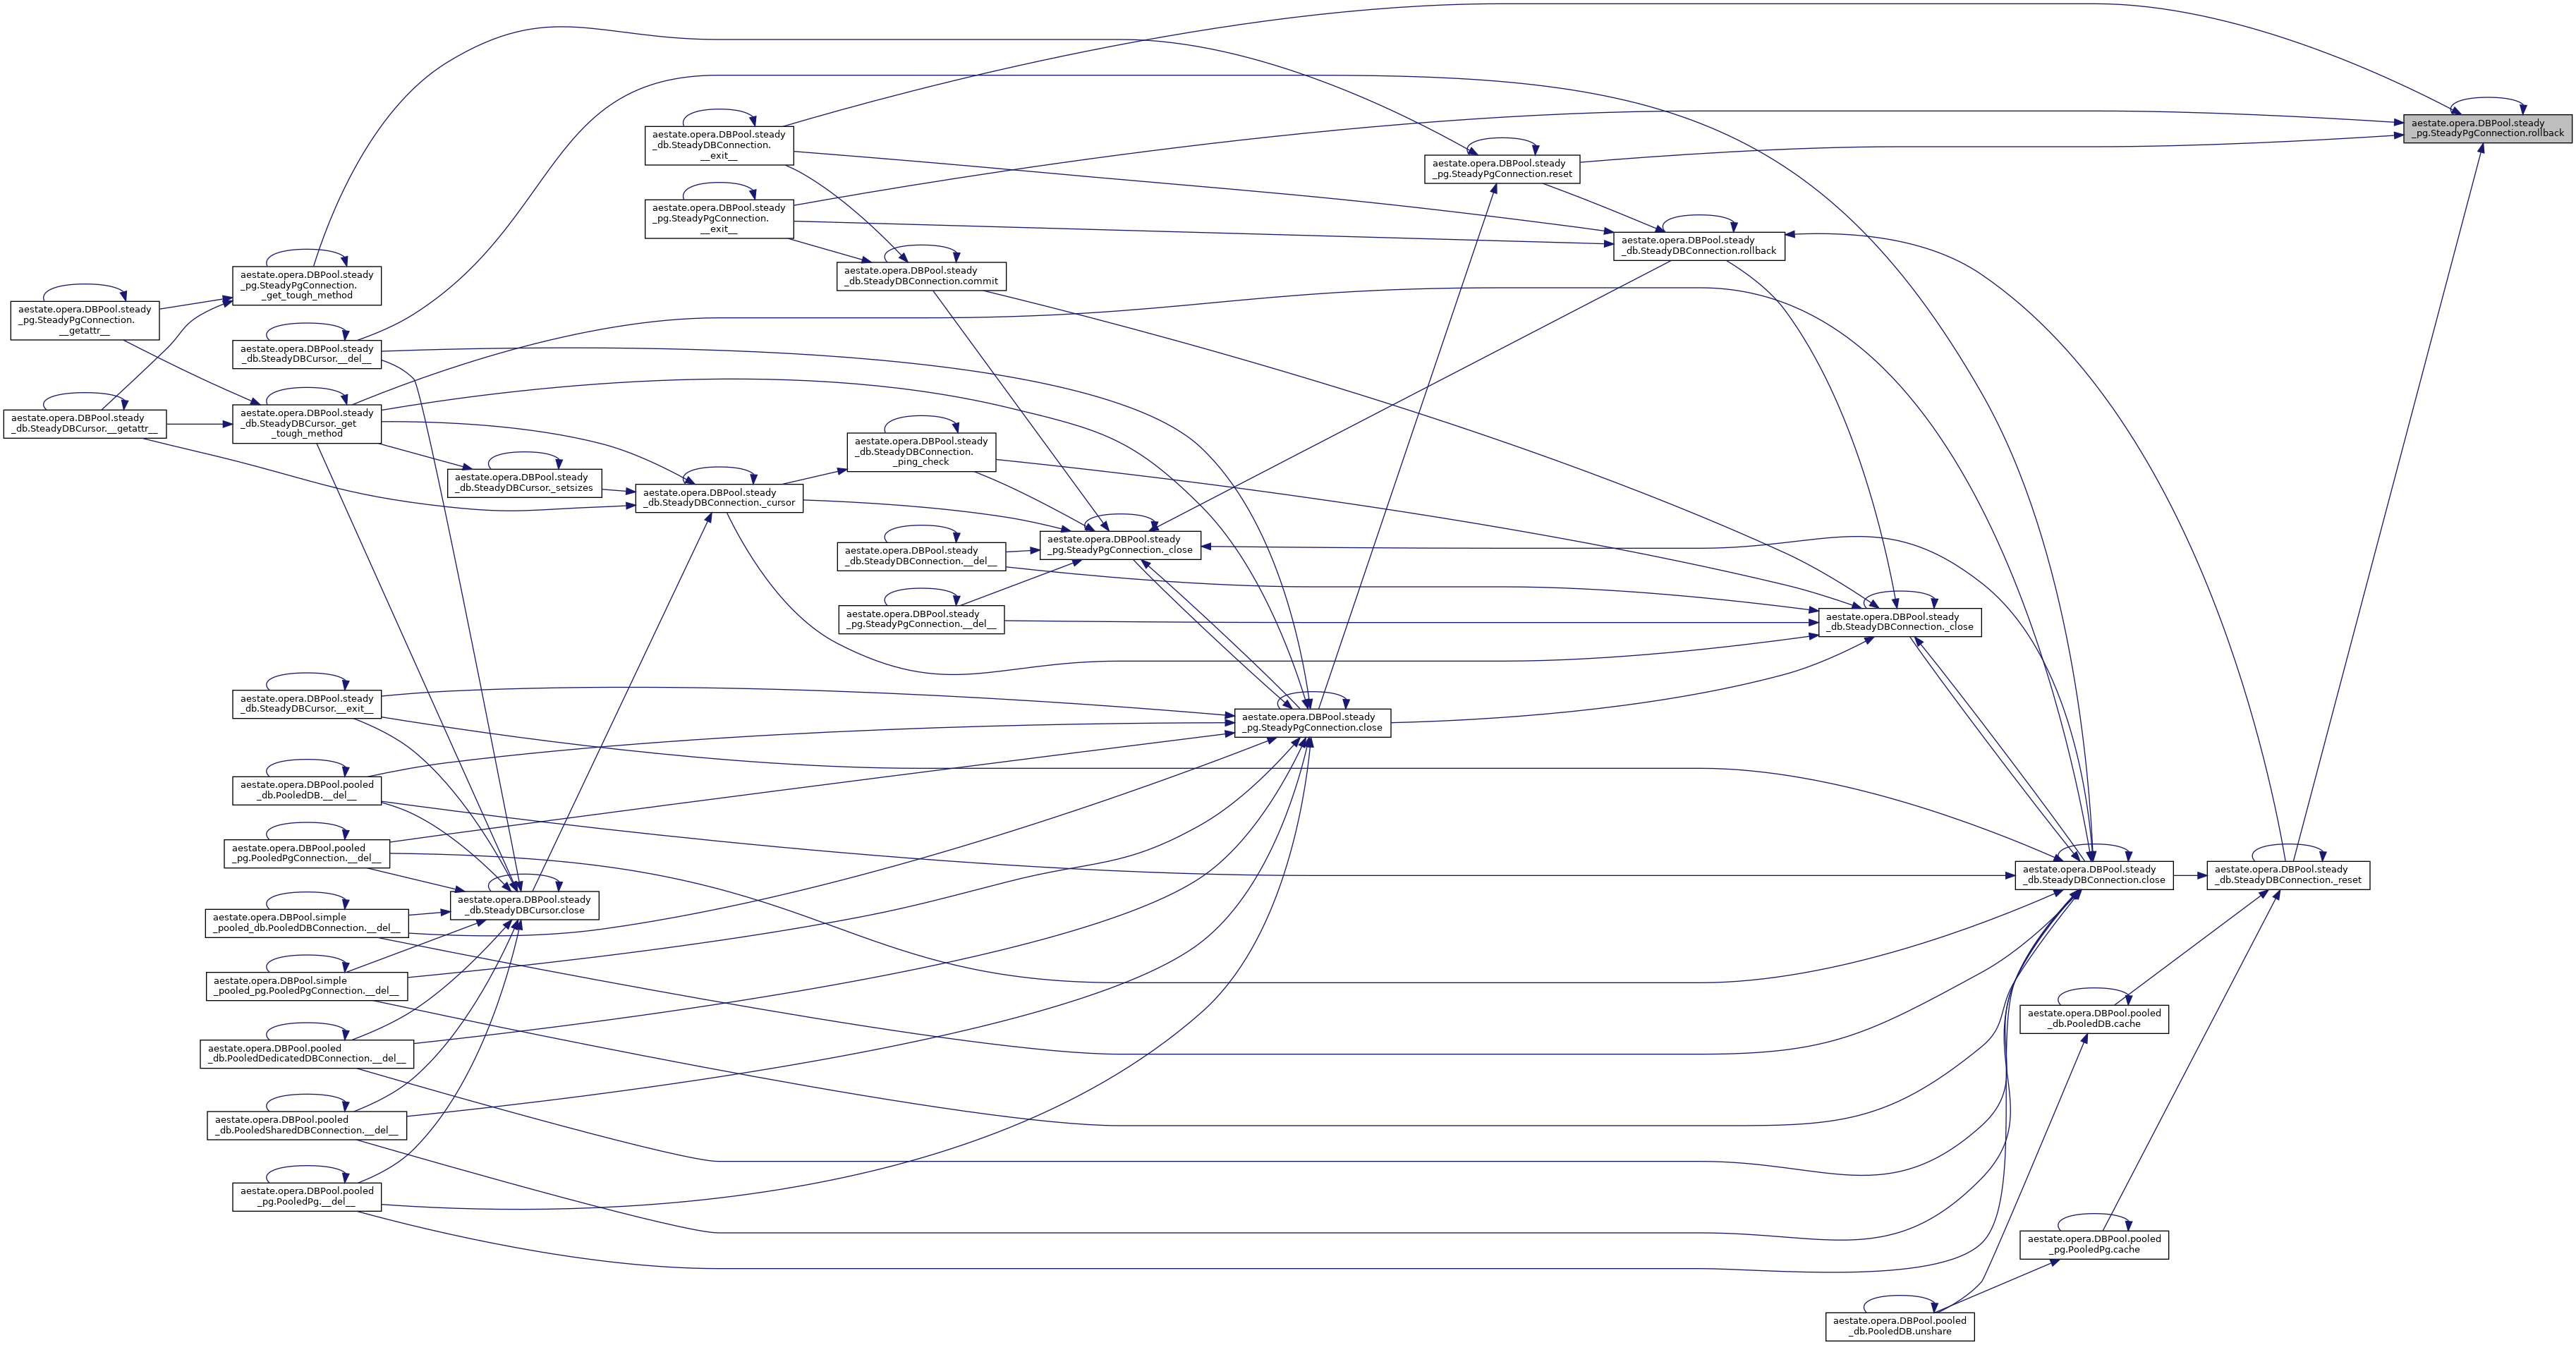 aestate.opera.DBPool.steady
_pg.SteadyPgConnection.rollback
aestate.opera.DBPool.steady
_db.SteadyDBConnection.
__exit__
aestate.opera.DBPool.steady
_pg.SteadyPgConnection.reset
aestate.opera.DBPool.steady
_pg.SteadyPgConnection.
__exit__
aestate.opera.DBPool.steady
_db.SteadyDBConnection.rollback
aestate.opera.DBPool.steady
_db.SteadyDBConnection.commit
aestate.opera.DBPool.steady
_pg.SteadyPgConnection.
_get_tough_method
aestate.opera.DBPool.steady
_pg.SteadyPgConnection.
__getattr__
aestate.opera.DBPool.steady
_db.SteadyDBCursor.__del__
aestate.opera.DBPool.steady
_db.SteadyDBCursor.__getattr__
aestate.opera.DBPool.steady
_db.SteadyDBCursor._get
_tough_method
aestate.opera.DBPool.steady
_db.SteadyDBConnection.
_ping_check
aestate.opera.DBPool.steady
_db.SteadyDBCursor._setsizes
aestate.opera.DBPool.steady
_db.SteadyDBConnection._cursor
aestate.opera.DBPool.steady
_pg.SteadyPgConnection._close
aestate.opera.DBPool.steady
_db.SteadyDBConnection.__del__
aestate.opera.DBPool.steady
_pg.SteadyPgConnection.__del__
aestate.opera.DBPool.steady
_db.SteadyDBConnection._close
aestate.opera.DBPool.steady
_db.SteadyDBCursor.__exit__
aestate.opera.DBPool.steady
_pg.SteadyPgConnection.close
aestate.opera.DBPool.pooled
_db.PooledDB.__del__
aestate.opera.DBPool.pooled
_pg.PooledPgConnection.__del__
aestate.opera.DBPool.steady
_db.SteadyDBConnection.close
aestate.opera.DBPool.steady
_db.SteadyDBConnection._reset
aestate.opera.DBPool.steady
_db.SteadyDBCursor.close
aestate.opera.DBPool.simple
_pooled_db.PooledDBConnection.__del__
aestate.opera.DBPool.simple
_pooled_pg.PooledPgConnection.__del__
aestate.opera.DBPool.pooled
_db.PooledDB.cache
aestate.opera.DBPool.pooled
_db.PooledDedicatedDBConnection.__del__
aestate.opera.DBPool.pooled
_db.PooledSharedDBConnection.__del__
aestate.opera.DBPool.pooled
_pg.PooledPg.__del__
aestate.opera.DBPool.pooled
_pg.PooledPg.cache
aestate.opera.DBPool.pooled
_db.PooledDB.unshare